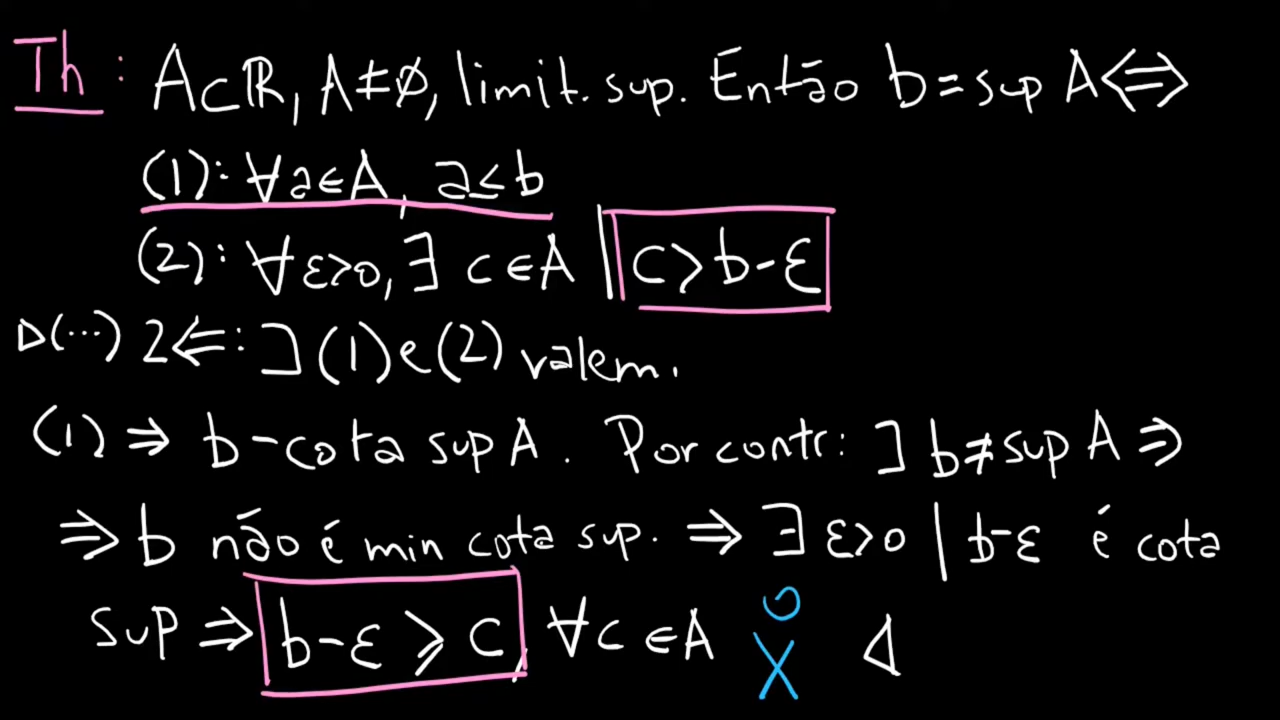 Th: A⊂ℝ, A≠∅, limit. sup. Então b=sup A⟺
(1): ∀a∈A, a≤b
(2): ∀ε>0, ∃ c∈A | c>b-ε
▷(...) 2⇐: ⊐ (1) e (2) valem.
(1) ⇒ b-cota sup A. Por contr: ⊐ b≠sup A ⇒
⇒ b não é min cota sup. ⇒ ∃ ε>0 | b-ε é cota
sup ⇒ b-ε ⩾ c, ∀c∈A ◁